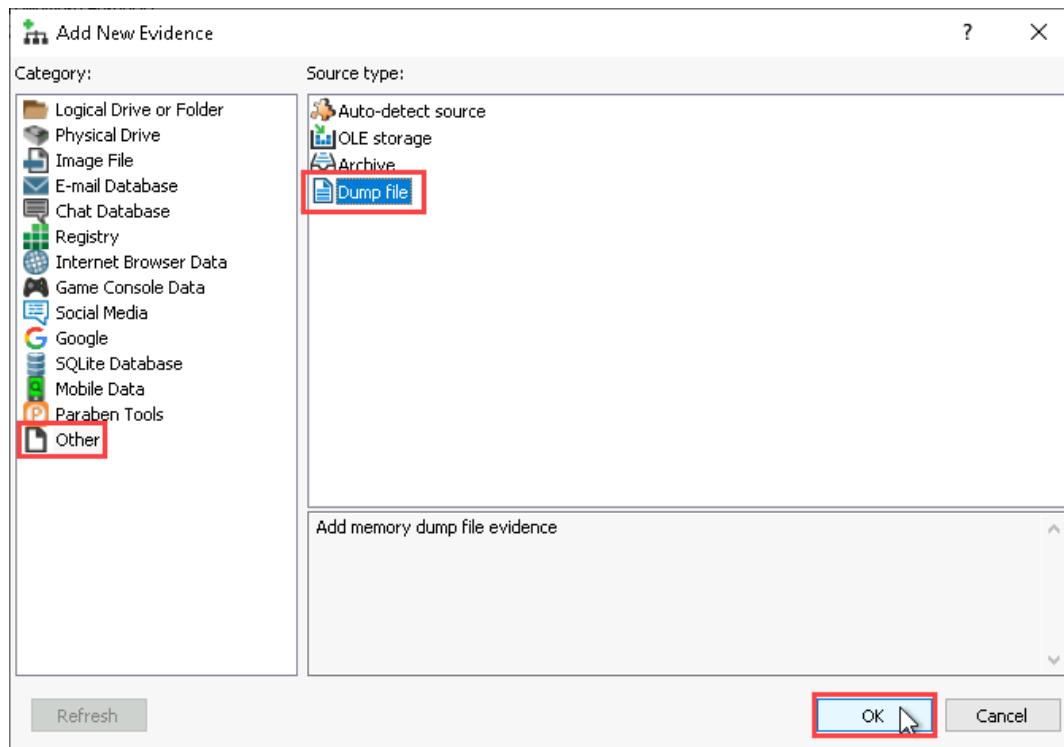 Add New Evidence
?
Category:
Source type:
Logical Drive or Folder
Physical Drive
Image File
E-mail Database
Chat Database
Registry
Internet Browser Data
Game Console Data
Social Media
Google
SQLite Database
Mobile Data
Paraben Tools
Other
Auto-detect source
OLE storage
Archive
Dump file
Add memory dump file evidence
Refresh
OK
Cancel